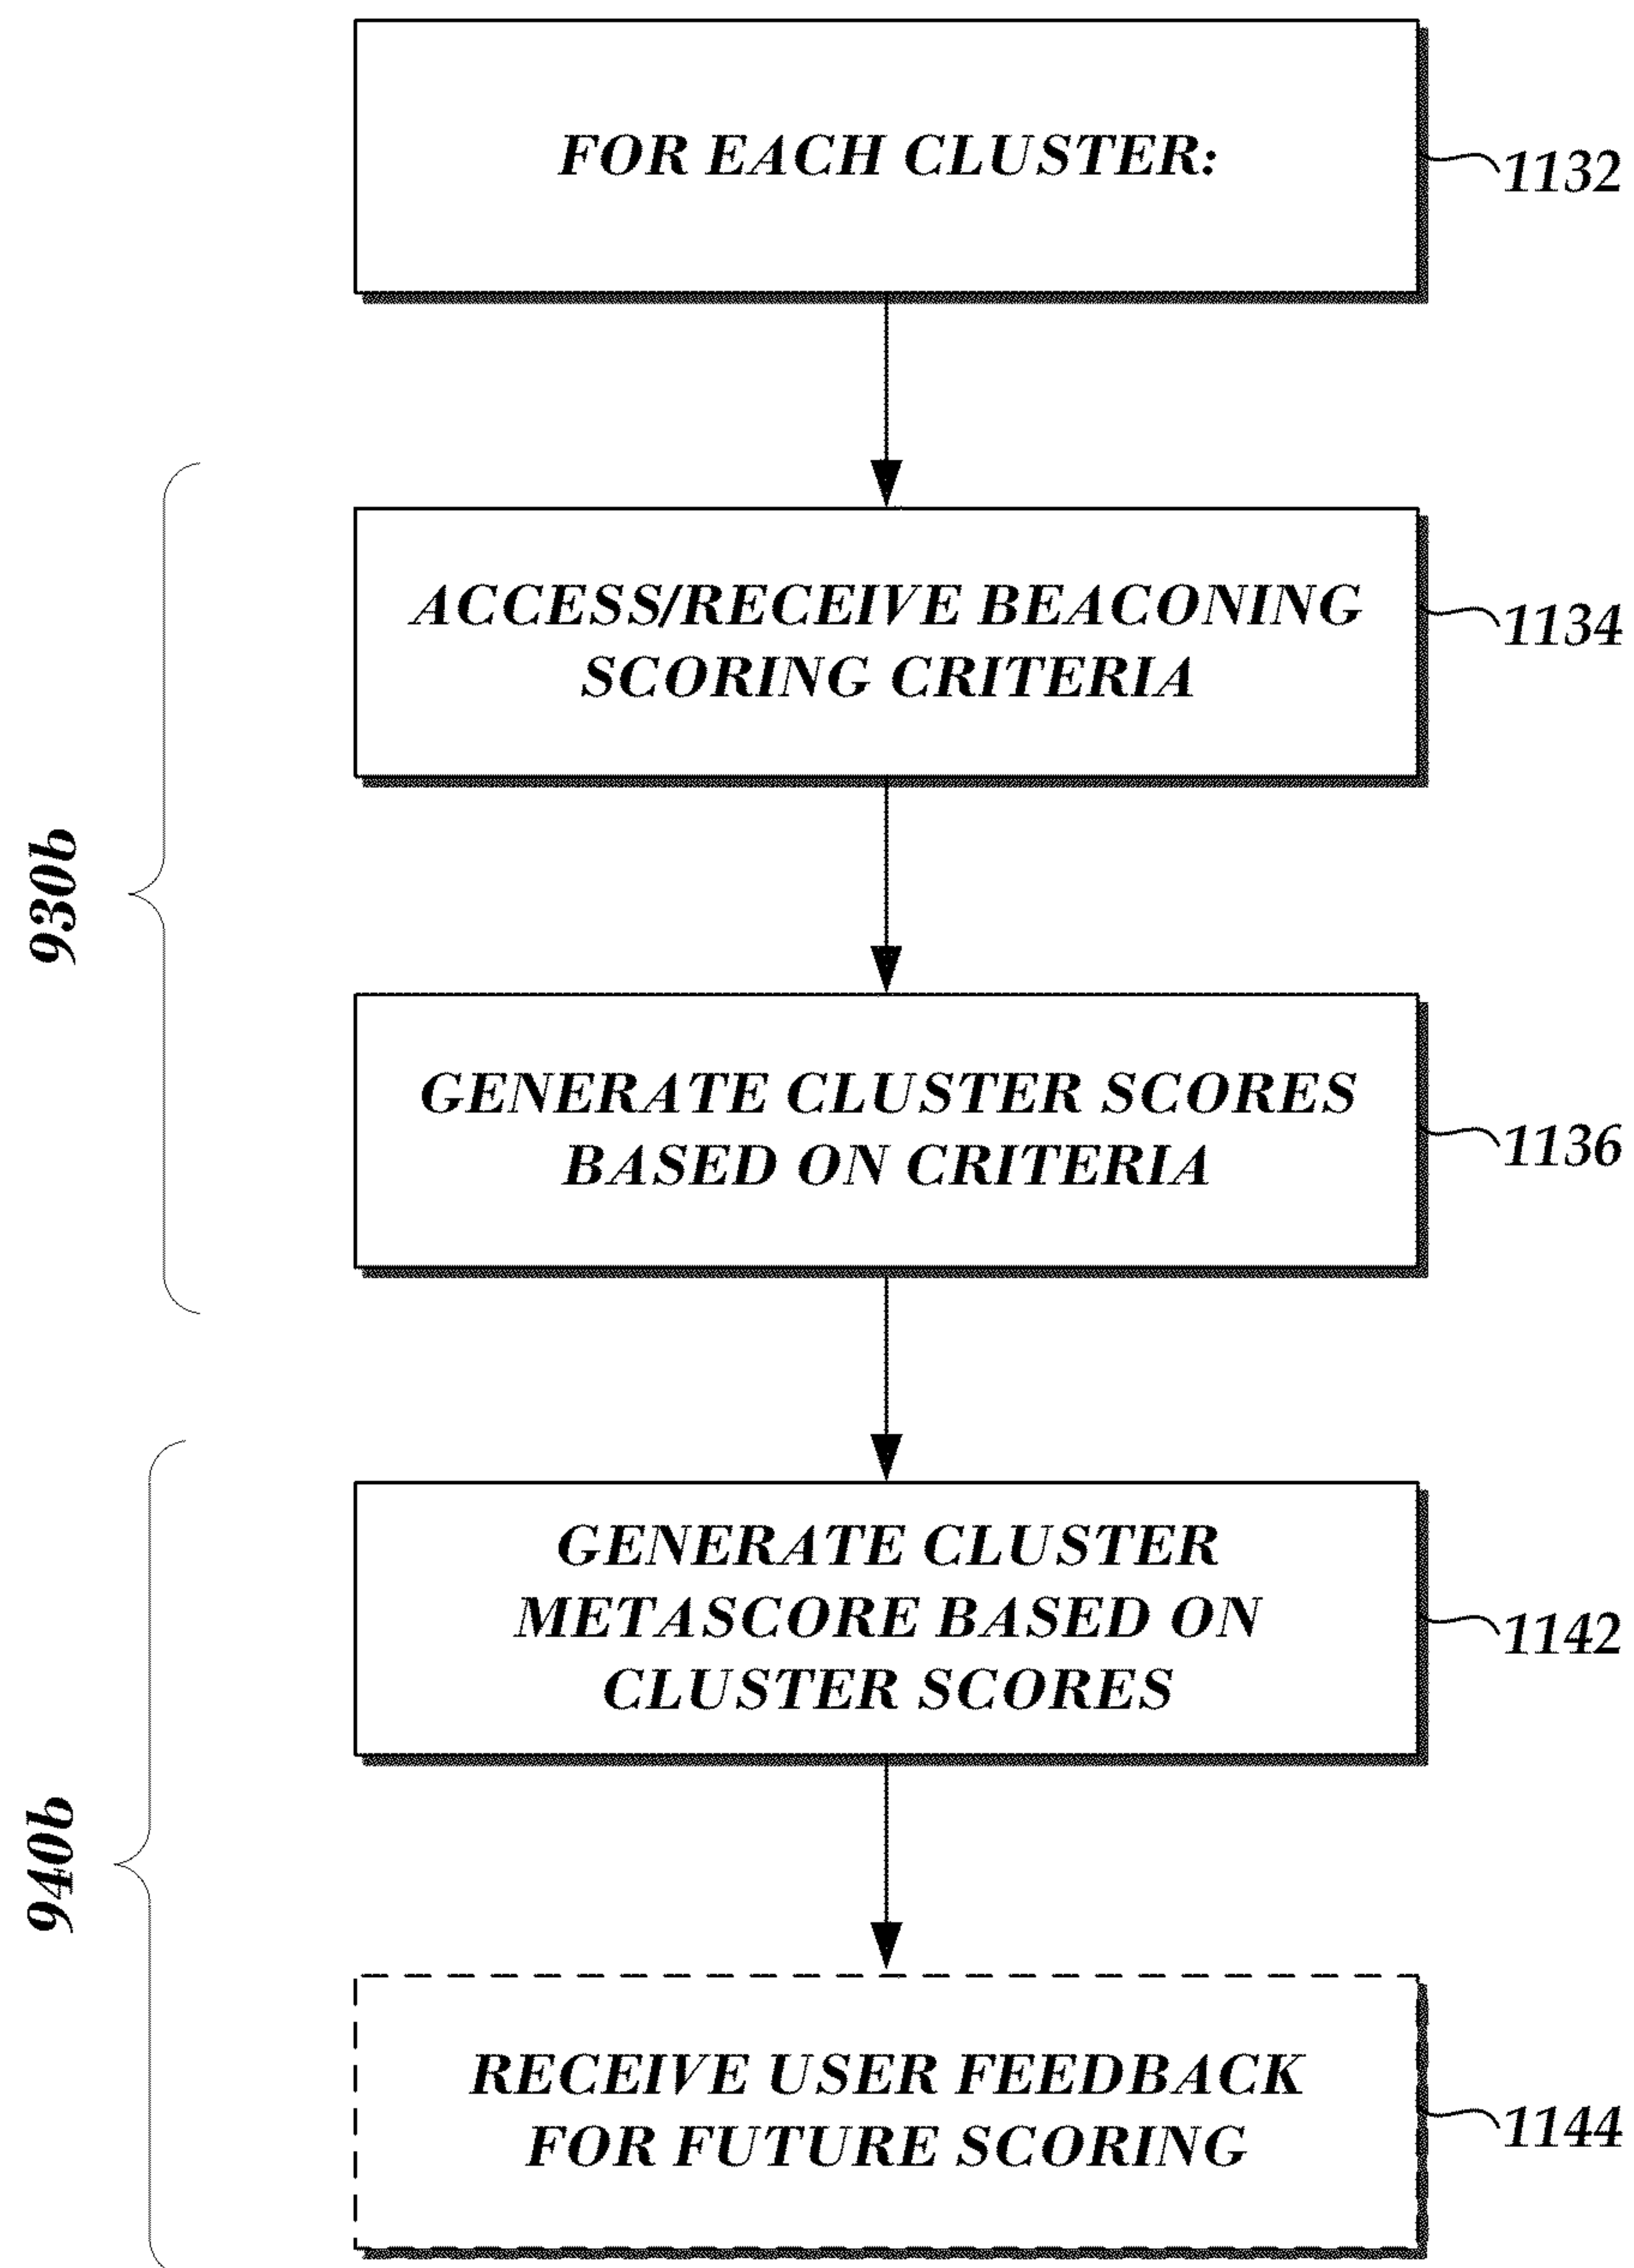 FOR EACH CLUSTER:
1132
ACCESS/RECEIVE BEACONING
SCORING CRITERIA
1134
930b
GENERATE CLUSTER SCORES
BASED ON CRITERIA
1136
GENERATE CLUSTER
METASCORE BASED ON
CLUSTER SCORES
1142
940b
RECEIVE USER FEEDBACK
FOR FUTURE SCORING
1144